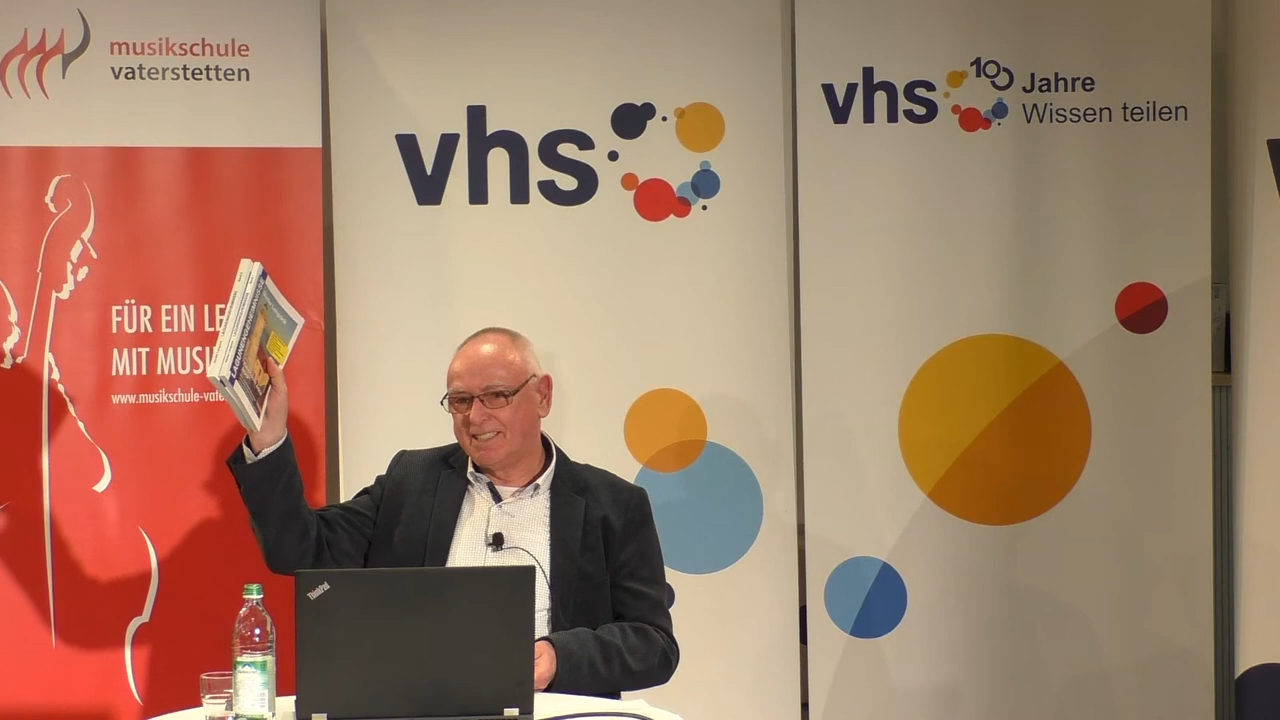 musikschule
vaterstetten
FÜR EIN LE
MIT MUSI
www.musikschule-vate
vhs
vhs 100 Jahre
Wissen teilen
ThinkPad